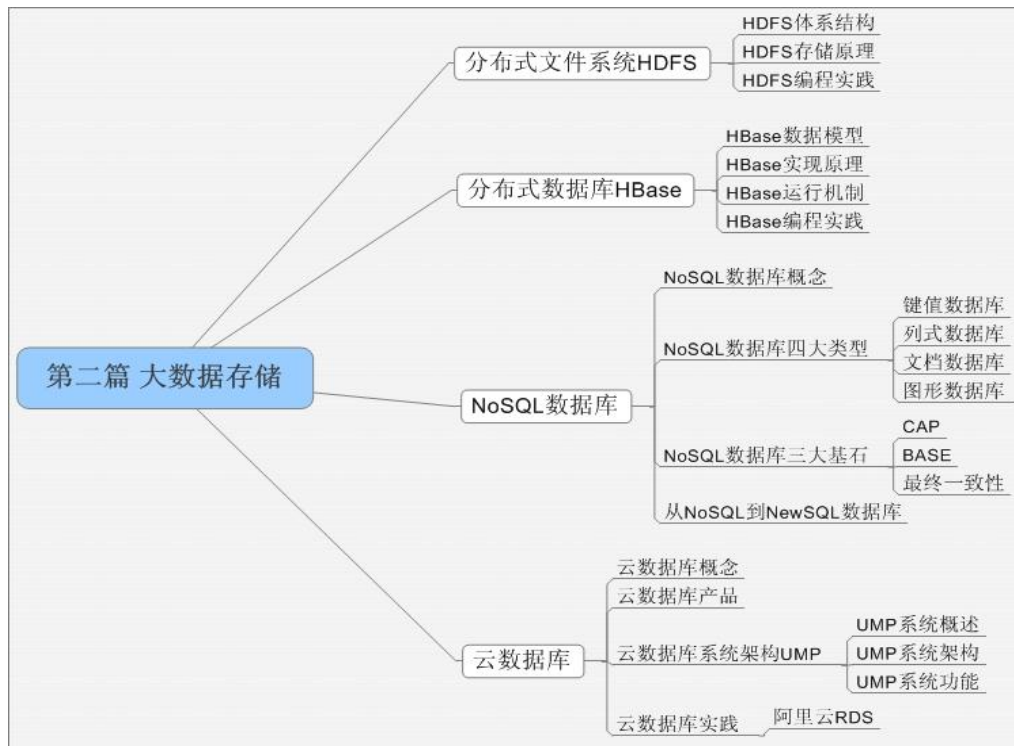 第二篇 大数据存储
分布式文件系统HDFS
HDFS体系结构
HDFS存储原理
HDFS编程实践
分布式数据库HBase
HBase数据模型
HBase实现原理
HBase运行机制
HBase编程实践
NoSQL数据库
NoSQL数据库概念
NoSQL数据库四大类型
键值数据库
列式数据库
文档数据库
图形数据库
NoSQL数据库三大基石
CAP
BASE
最终一致性
从NoSQL到NewSQL数据库
云数据库
云数据库概念
云数据库产品
云数据库系统架构UMP
UMP系统概述
UMP系统架构
UMP系统功能
云数据库实践
阿里云RDS